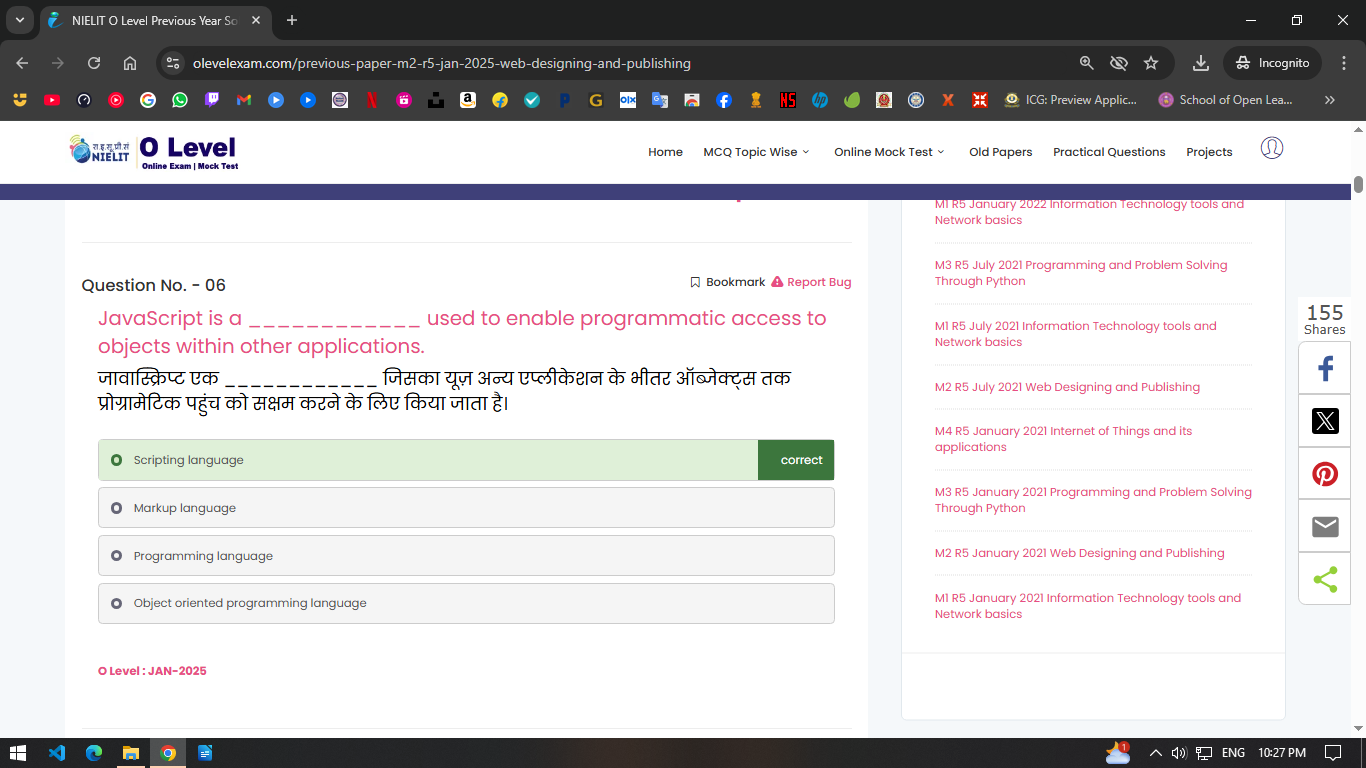 NIELIT O Level Previous Year So
olevelexam.com/previous-paper-m2-r5-jan-2025-web-designing-and-publishing
Incognito
ICG: Preview Applic...
School of Open Lea...
NIELIT
O Level
Online Exam | Mock Test
Home
MCQ Topic Wise
Online Mock Test
Old Papers
Practical Questions
Projects
Question No. - 06
Bookmark
Report Bug
JavaScript is a ____________ used to enable programmatic access to
objects within other applications.
जावास्क्रिप्ट एक ____________ जिसका यूज़ अन्य एप्लीकेशन के भीतर ऑब्जेक्ट्स तक
प्रोग्रामेटिक पहुंच को सक्षम करने के लिए किया जाता है।
Scripting language
correct
Markup language
Programming language
Object oriented programming language
O Level : JAN-2025
M1 R5 January 2022 Information Technology tools and
Network basics
M3 R5 July 2021 Programming and Problem Solving
Through Python
M1 R5 July 2021 Information Technology tools and
Network basics
M2 R5 July 2021 Web Designing and Publishing
M4 R5 January 2021 Internet of Things and its
applications
M3 R5 January 2021 Programming and Problem Solving
Through Python
M2 R5 January 2021 Web Designing and Publishing
M1 R5 January 2021 Information Technology tools and
Network basics
155
Shares
1
ENG
10:27 PM